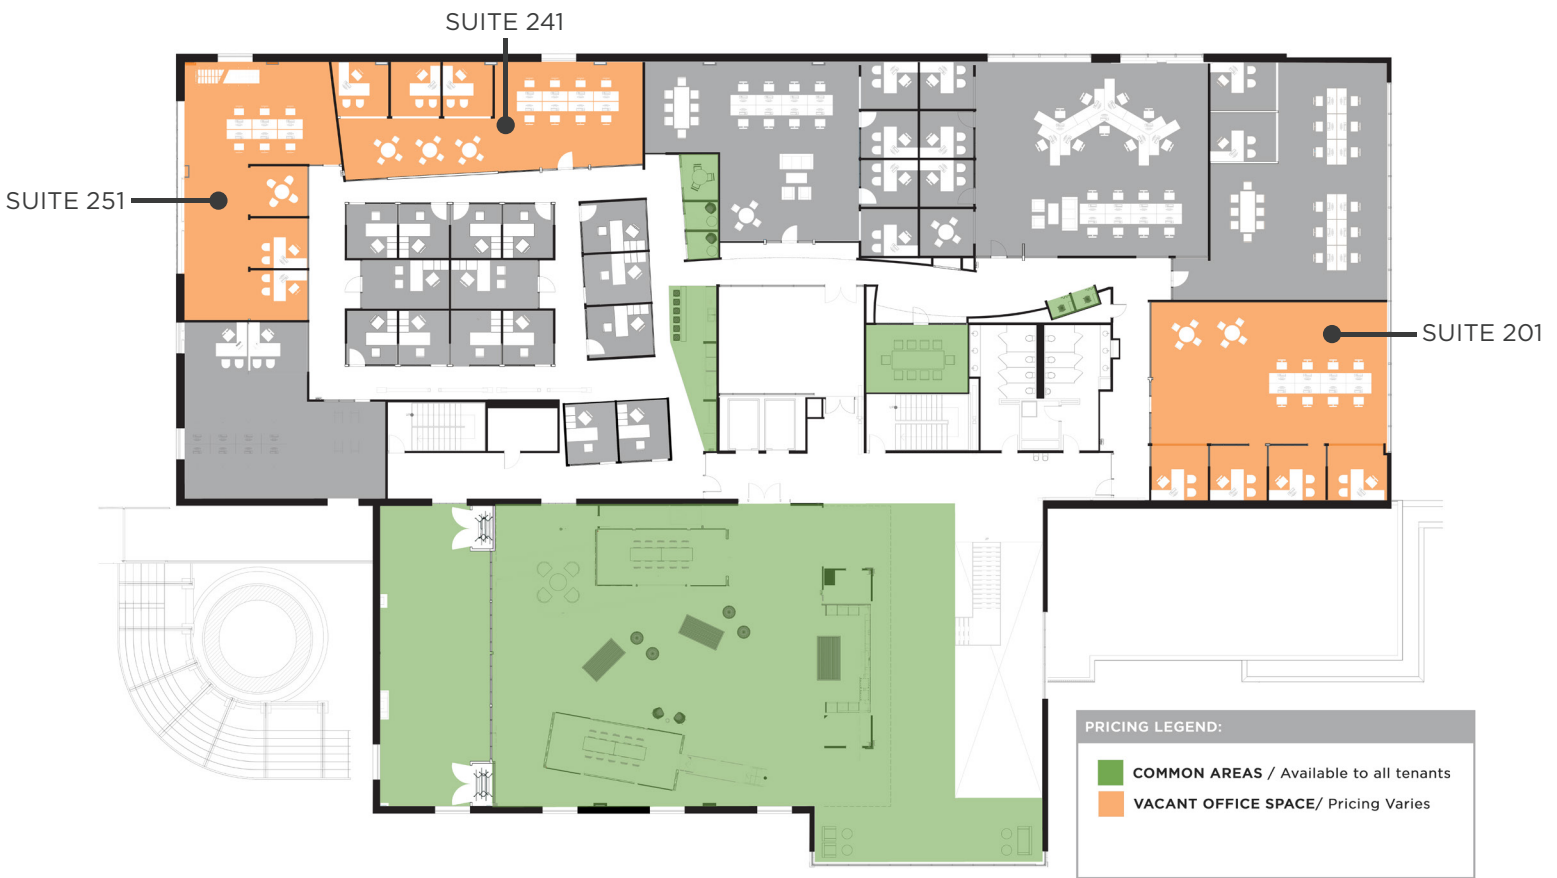 SUITE 241
SUITE 251
SUITE 201
PRICING LEGEND:
COMMON AREAS / Available to all tenants
VACANT OFFICE SPACE/ Pricing Varies